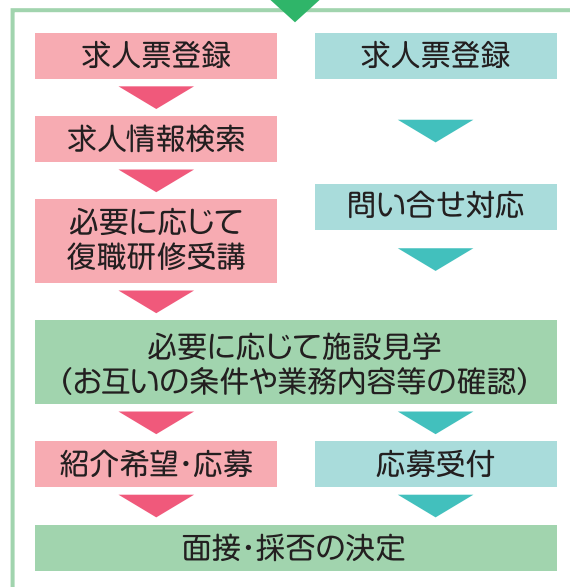 求人票登録
求人票登録
求人情報検索
必要に応じて
復職研修受講
問い合せ対応
必要に応じて施設見学
（お互いの条件や業務内容等の確認）
紹介希望・応募
応募受付
面接・採否の決定